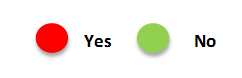 Yes No